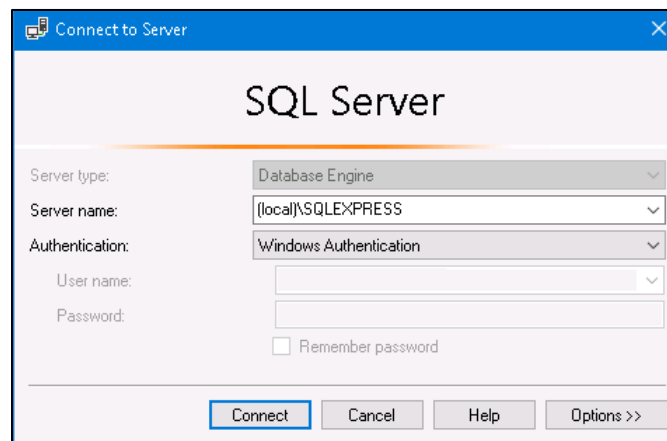 Connect to Server
SQL Server
Server type: Database Engine
Server name: (local)\SQLEXPRESS
Authentication: Windows Authentication
User name:
Password:
Remember password
Connect Cancel Help Options >>